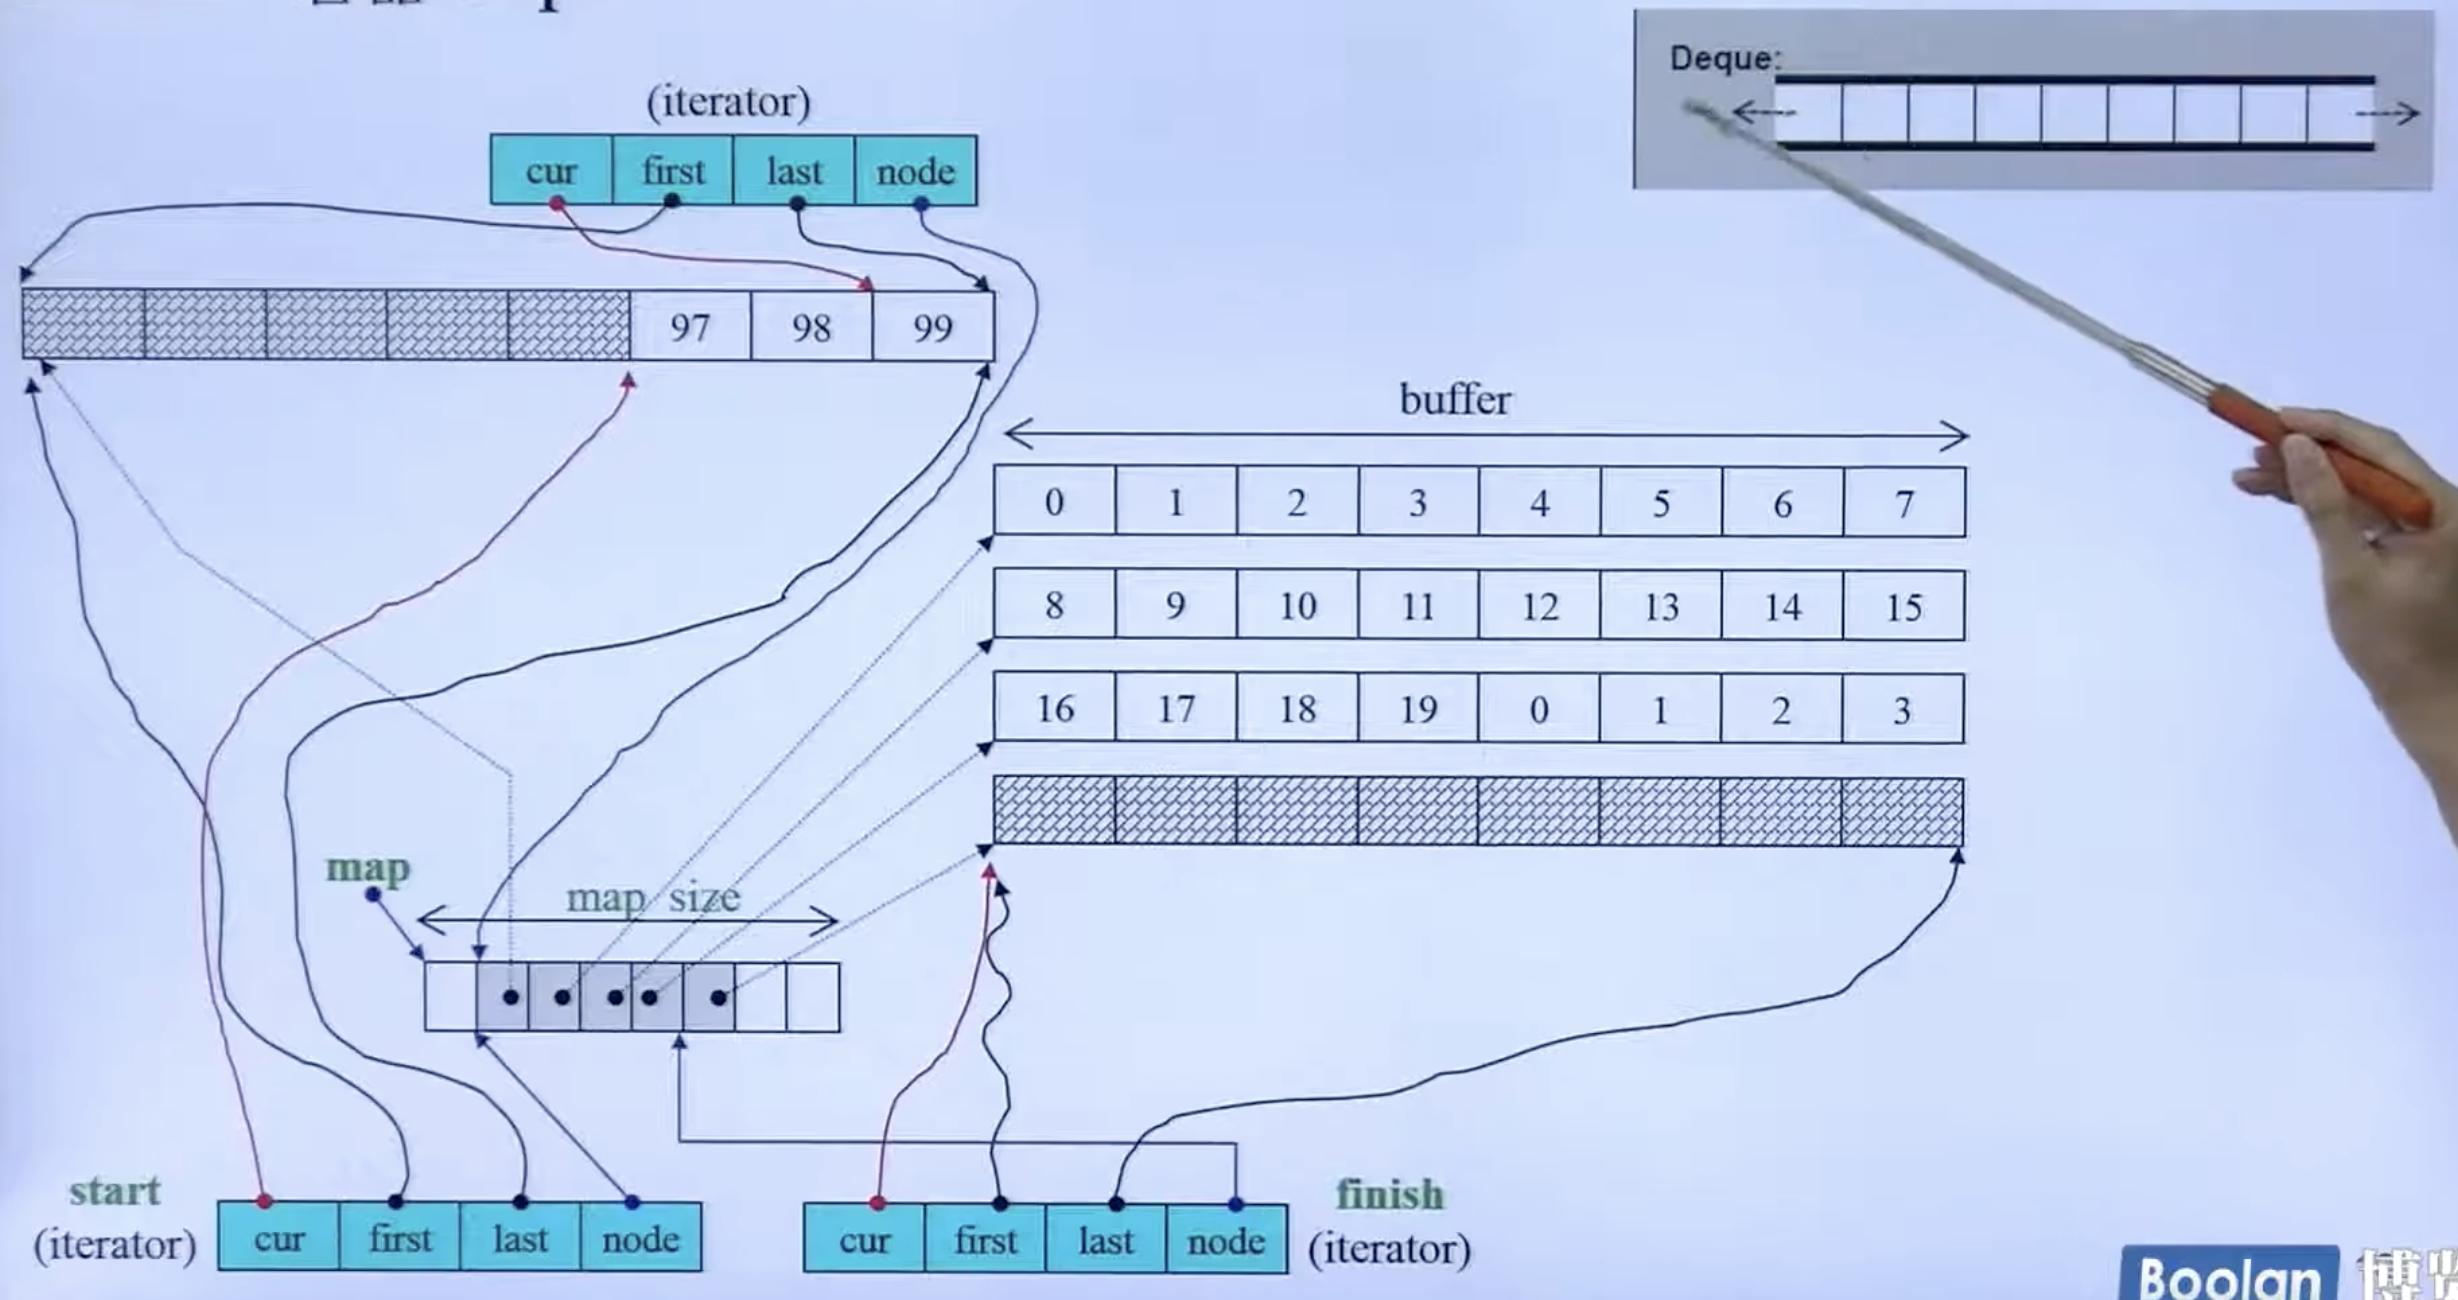 Deque:
(iterator)
cur first last node
97 98 99
buffer
0 1 2 3 4 5 6 7
8 9 10 11 12 13 14 15
16 17 18 19 0 1 2 3
map
map size
start
(iterator)
cur first last node
cur first last node
finish
(iterator)
Boolan 博